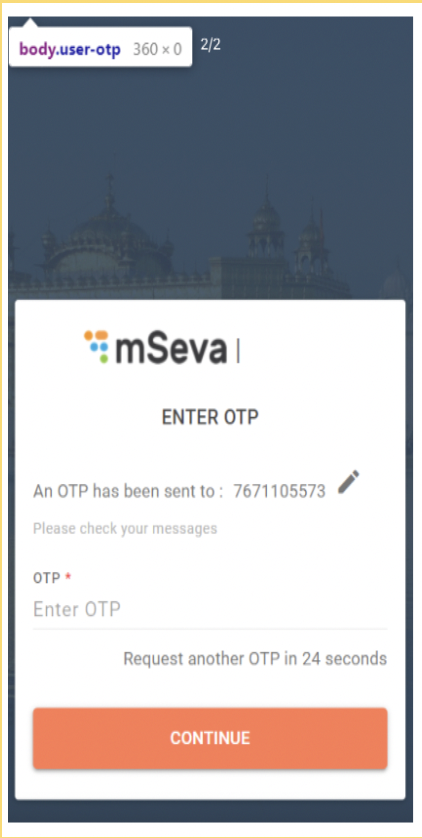 body.user-otp 360 × 0
2/2
mSeva |
ENTER OTP
An OTP has been sent to : 7671105573
Please check your messages
OTP *
Enter OTP
Request another OTP in 24 seconds
CONTINUE